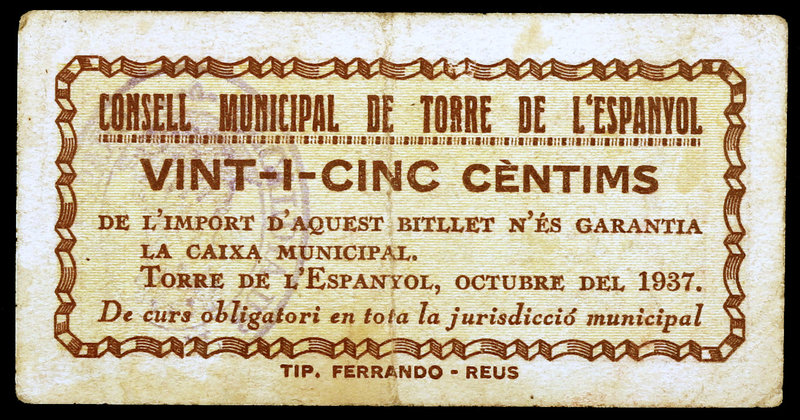 CONSELL MUNICIPAL DE TORRE DE L'ESPANYOL
VINT-I-CINC CÈNTIMS
DE L'IMPORT D'AQUEST BITLLET N'ÉS GARANTIA
LA CAIXA MUNICIPAL.
TORRE DE L'ESPANYOL, OCTUBRE DEL 1937.
De curs obligatori en tota la jurisdicció municipal
TIP. FERRANDO - REUS